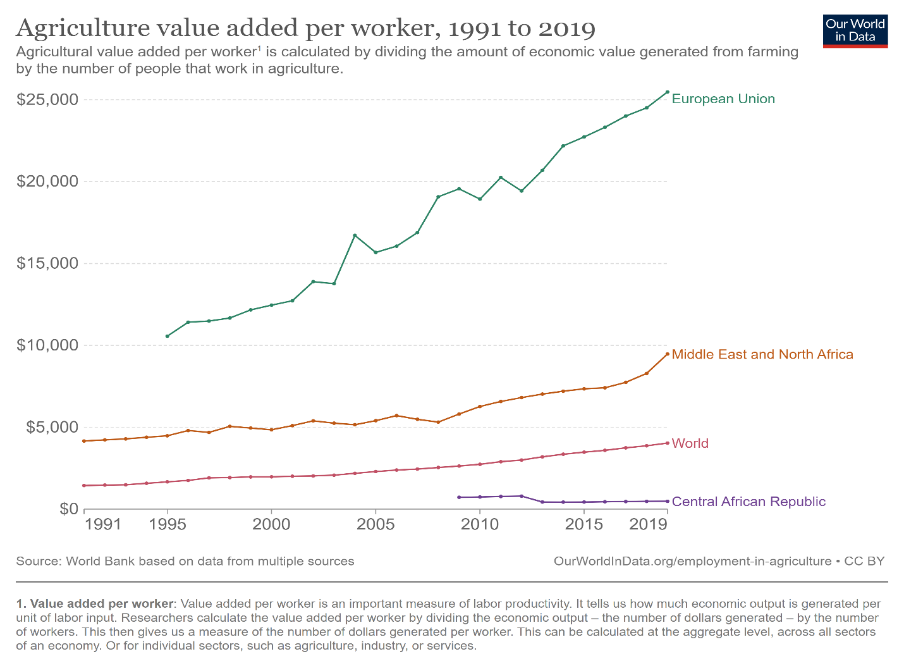 Agriculture value added per worker, 1991 to 2019
Our World
in Data
Agricultural value added per worker¹ is calculated by dividing the amount of economic value generated from farming
by the number of people that work in agriculture.
$25,000
European Union
$20,000
$15,000
$10,000
Middle East and North Africa
$5,000
World
Central African Republic
$0
1991 1995 2000 2005 2010 2015 2019
Source: World Bank based on data from multiple sources
OurWorldInData.org/employment-in-agriculture • CC BY
1. Value added per worker: Value added per worker is an important measure of labor productivity. It tells us how much economic output is generated per
unit of labor input. Researchers calculate the value added per worker by dividing the economic output – the number of dollars generated – by the number
of workers. This then gives us a measure of the number of dollars generated per worker. This can be calculated at the aggregate level, across all sectors
of an economy. Or for individual sectors, such as agriculture, industry, or services.